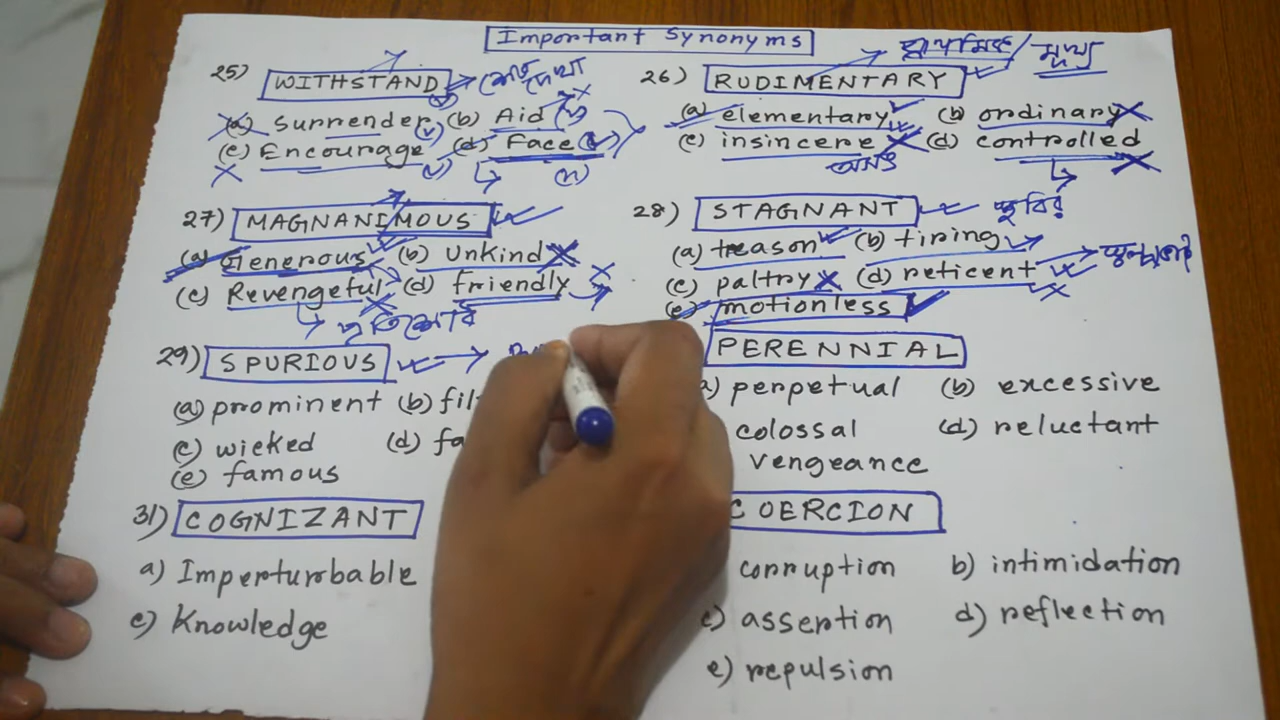 Important Synonyms
25) WITHSTAND
(a) Surrender (v) (b) Aid (v)
(c) Encourage (v) (d) Face (v)
(n)
26) RUDIMENTARY
(a) elementary (b) ordinary
(c) insincere (d) controlled
27) MAGNANIMOUS
(a) Generous (b) Unkind
(c) Revengeful (d) friendly
28) STAGNANT স্থবির
(a) treason (b) tiring
(c) paltry (d) reticent
(e) motionless
29) SPURIOUS
(a) prominent (b)
(c) wicked (d)
(e) famous
PERENNIAL
perpetual (b) excessive
colossal (d) reluctant
vengeance
31) COGNIZANT
a) Imperturbable
c) Knowledge
COERCION
corruption b) intimidation
c) assertion d) reflection
e) repulsion